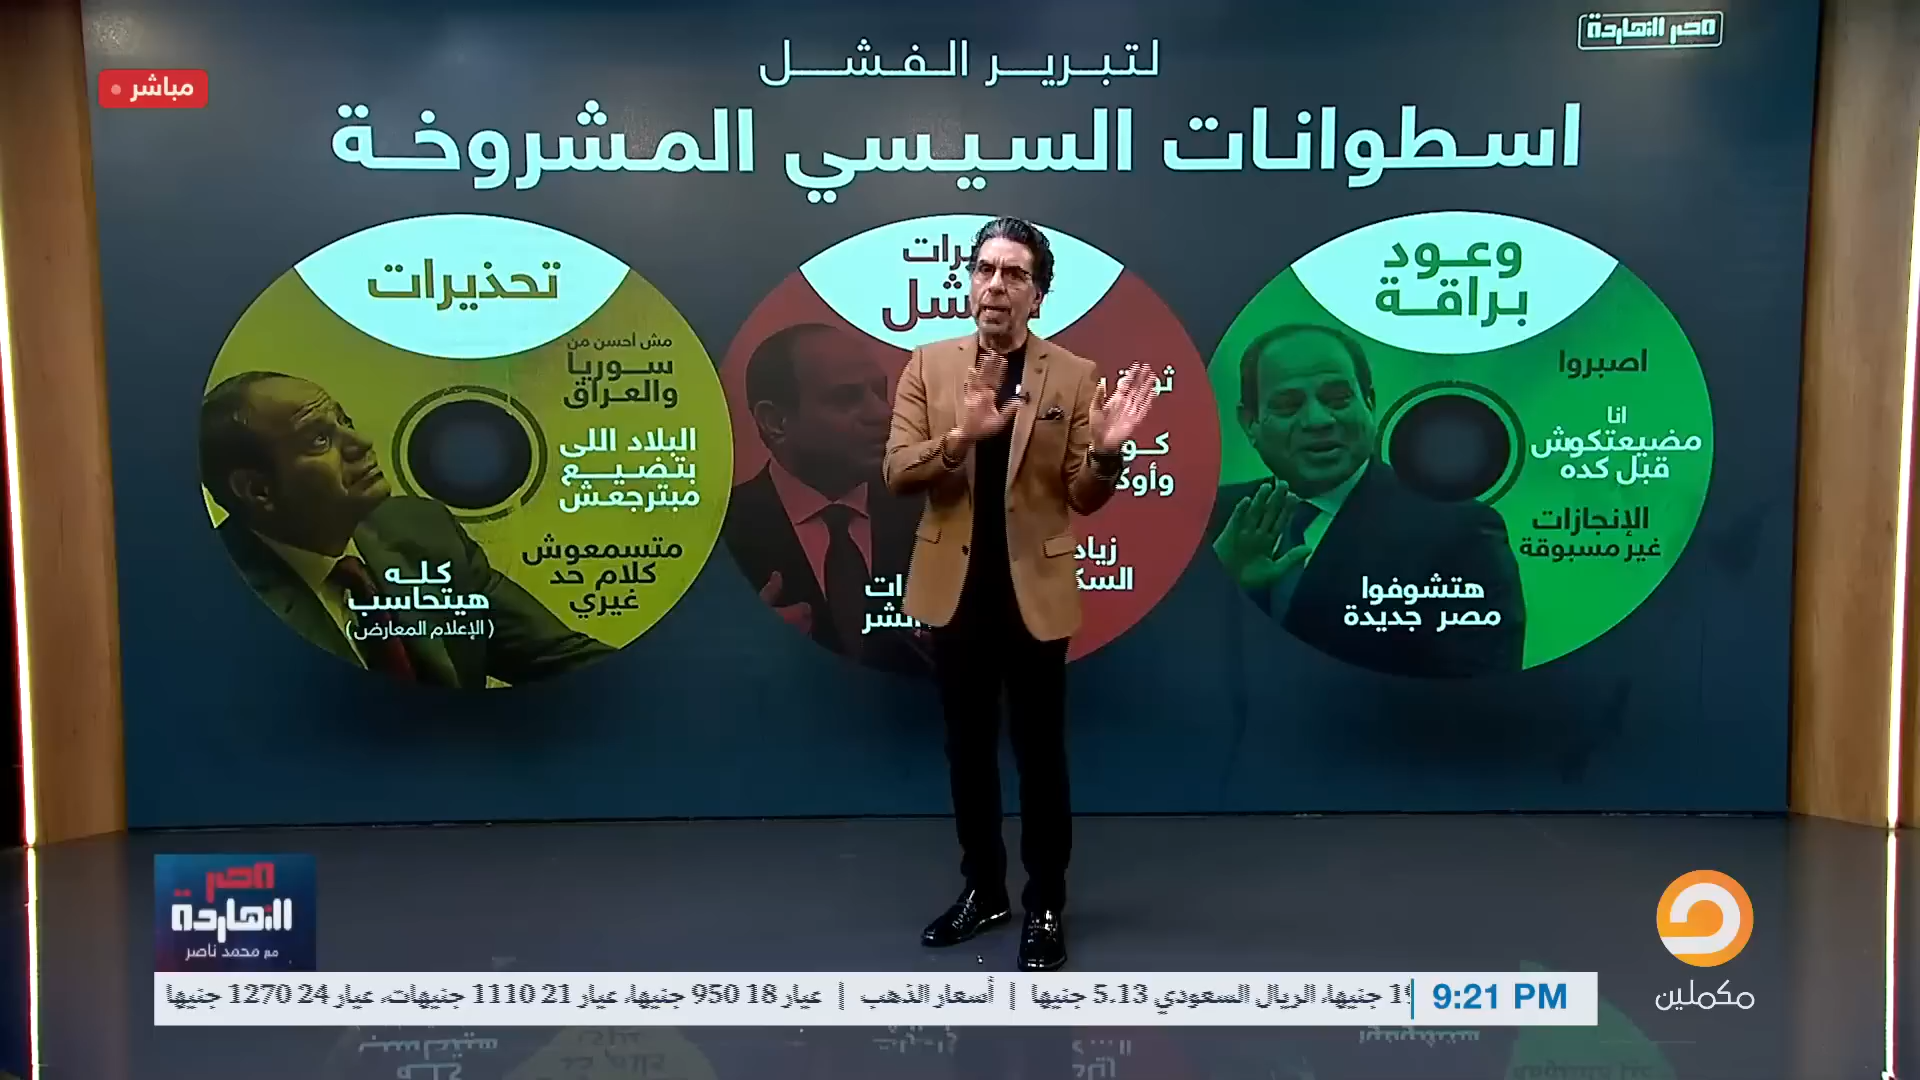 مصر النهاردة
مباشر
لتبرير الفشل
اسطوانات السيسي المشروخة
وعود
براقة
اصبروا
انا
مضيعتكوش
قبل كده
الإنجازات
غير مسبوقة
هتشوفوا
مصر جديدة
تحذيرات
مش احسن من
سوريا
والعراق
البلاد اللى
بتضيع
مبترجعش
متسمعوش
كلام حد
غيري
كله
هيتحاسب
(الإعلام المعارض)
مصر
النهاردة
مع محمد ناصر
جنيها، الريال السعودي 5.13 جنيها | أسعار الذهب | عيار 18 950 جنيها، عيار 21 1110 جنيهات، عيار 24 1270 جنيها
9:21 PM
مكملين